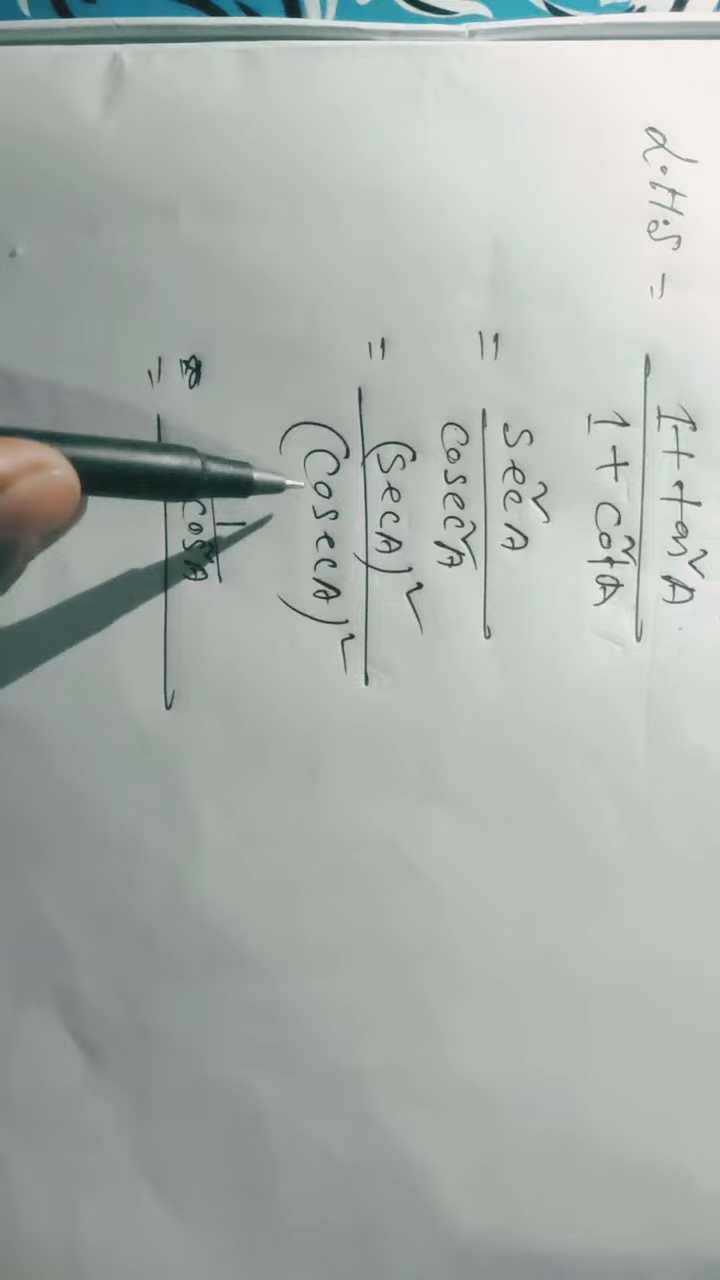 L.H.S = 1 + tan²A / 1 + cot²A
= sec²A / cosec²A
= (secA)² / (cosecA)²
= 1 / cos²A